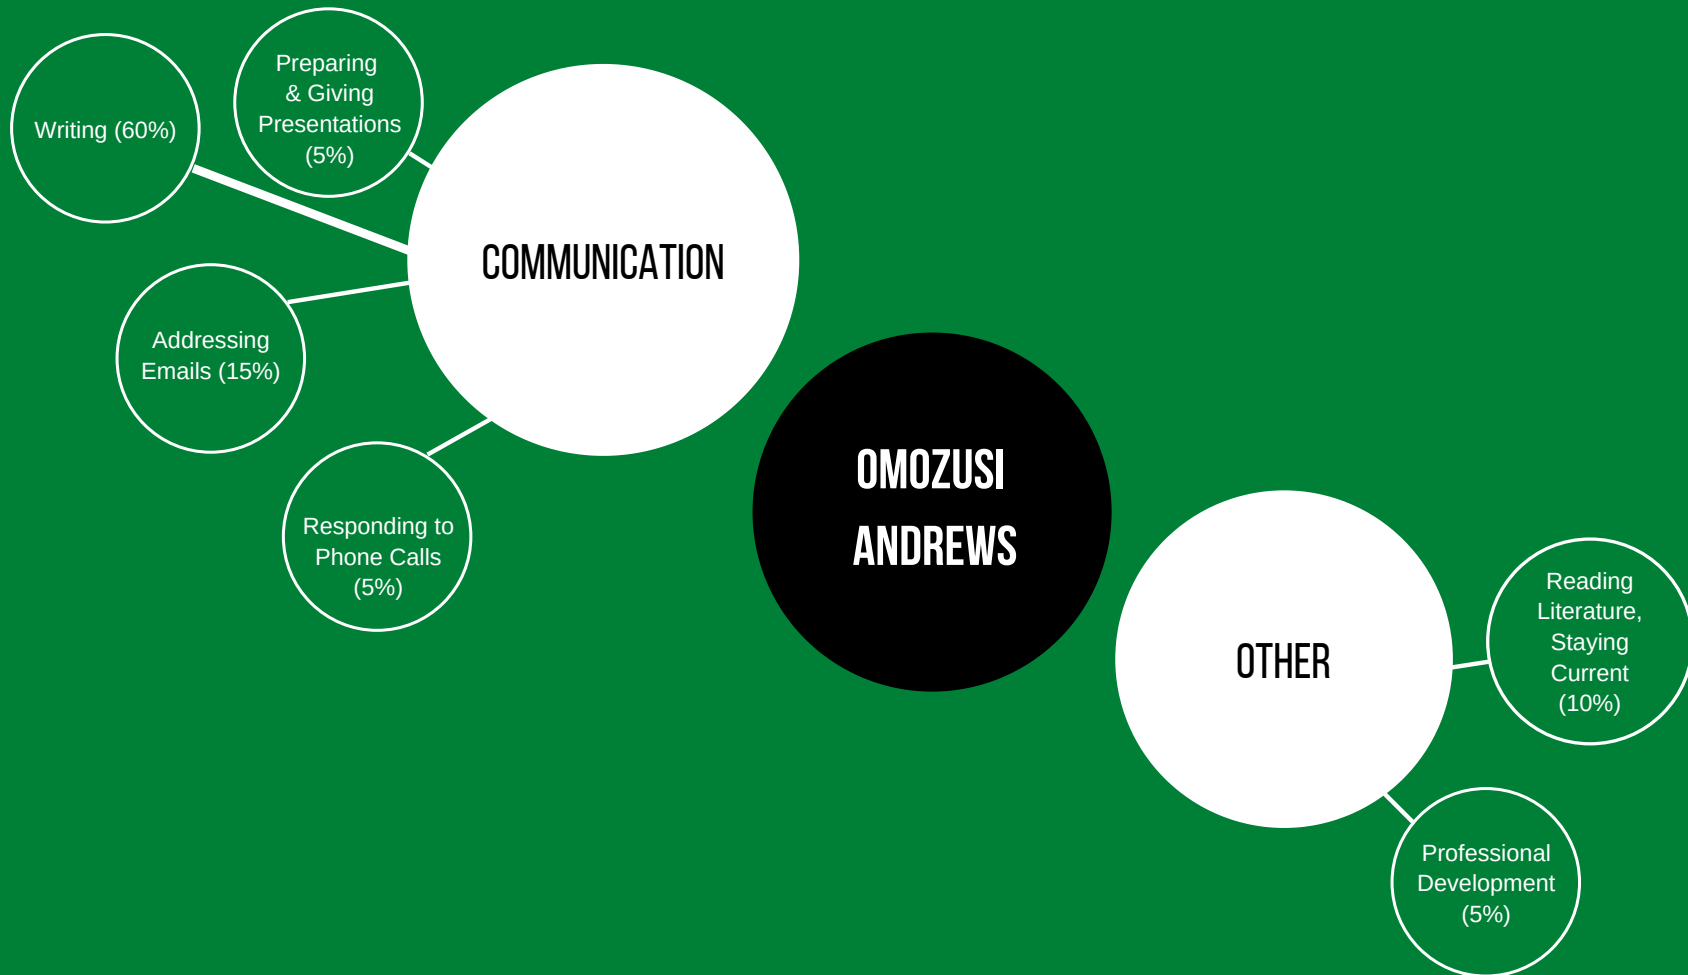 Writing (60%)
Preparing
& Giving
Presentations
(5%)
Addressing
Emails (15%)
Responding to
Phone Calls
(5%)
COMMUNICATION
OMOZUSI
ANDREWS
OTHER
Reading
Literature,
Staying
Current
(10%)
Professional
Development
(5%)